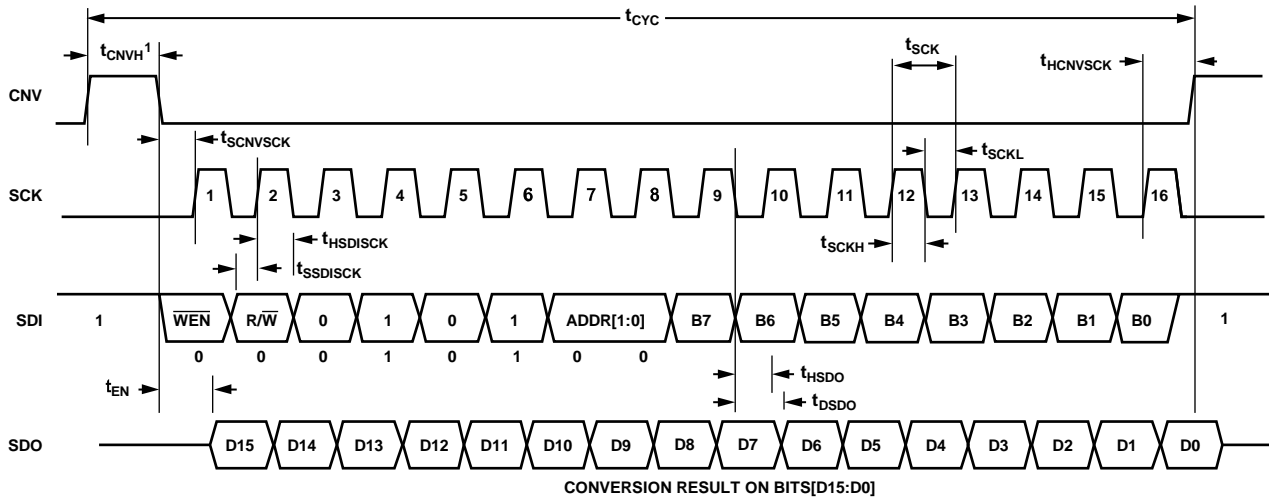 tCYC
tCNVH1
tSCK
tHCNVSCK
CNV
tSCNVSCK
tSCKL
SCK
1 2 3 4 5 6 7 8 9 10 11 12 13 14 15 16
tHSDISCK
tSCKH
tSSDISCK
SDI
1 WEN R/W 0 1 0 1 ADDR[1:0] B7 B6 B5 B4 B3 B2 B1 B0 1
0 0 0 1 0 1 0 0
tHSDO
tEN
tDSDO
SDO
D15 D14 D13 D12 D11 D10 D9 D8 D7 D6 D5 D4 D3 D2 D1 D0
CONVERSION RESULT ON BITS[D15:D0]